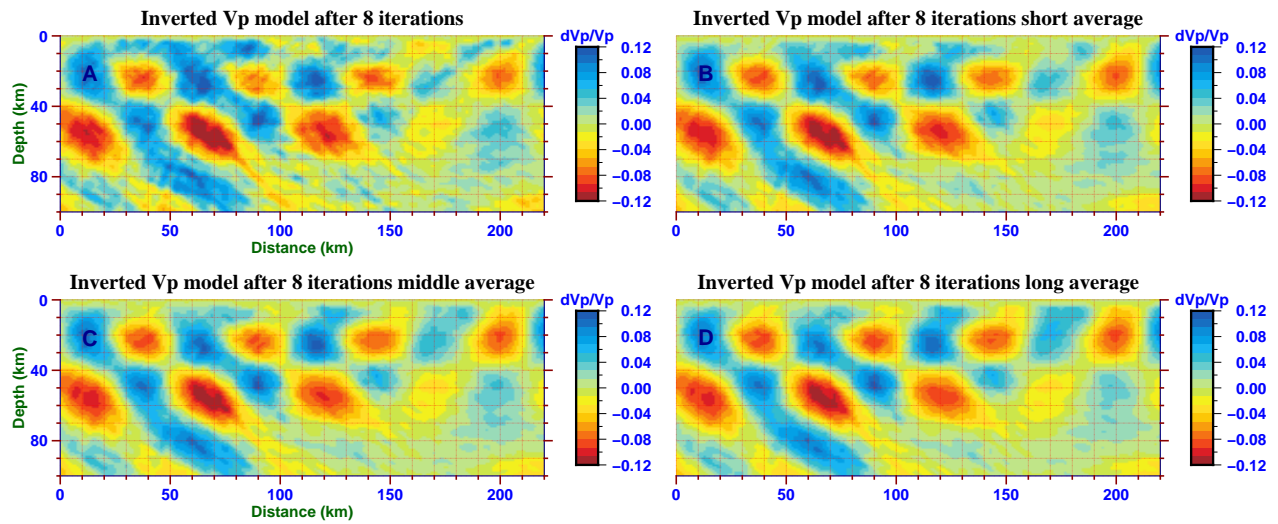 Inverted Vp model after 8 iterations
dVp/Vp
0
40
80
Depth (km)
A
0.12
0.08
0.04
0.00
−0.04
−0.08
−0.12
0 50 100 150 200
Distance (km)
Inverted Vp model after 8 iterations short average
dVp/Vp
B
0.12
0.08
0.04
0.00
−0.04
−0.08
−0.12
0 50 100 150 200
Inverted Vp model after 8 iterations middle average
dVp/Vp
0
40
80
Depth (km)
C
0.12
0.08
0.04
0.00
−0.04
−0.08
−0.12
0 50 100 150 200
Distance (km)
Inverted Vp model after 8 iterations long average
dVp/Vp
D
0.12
0.08
0.04
0.00
−0.04
−0.08
−0.12
0 50 100 150 200